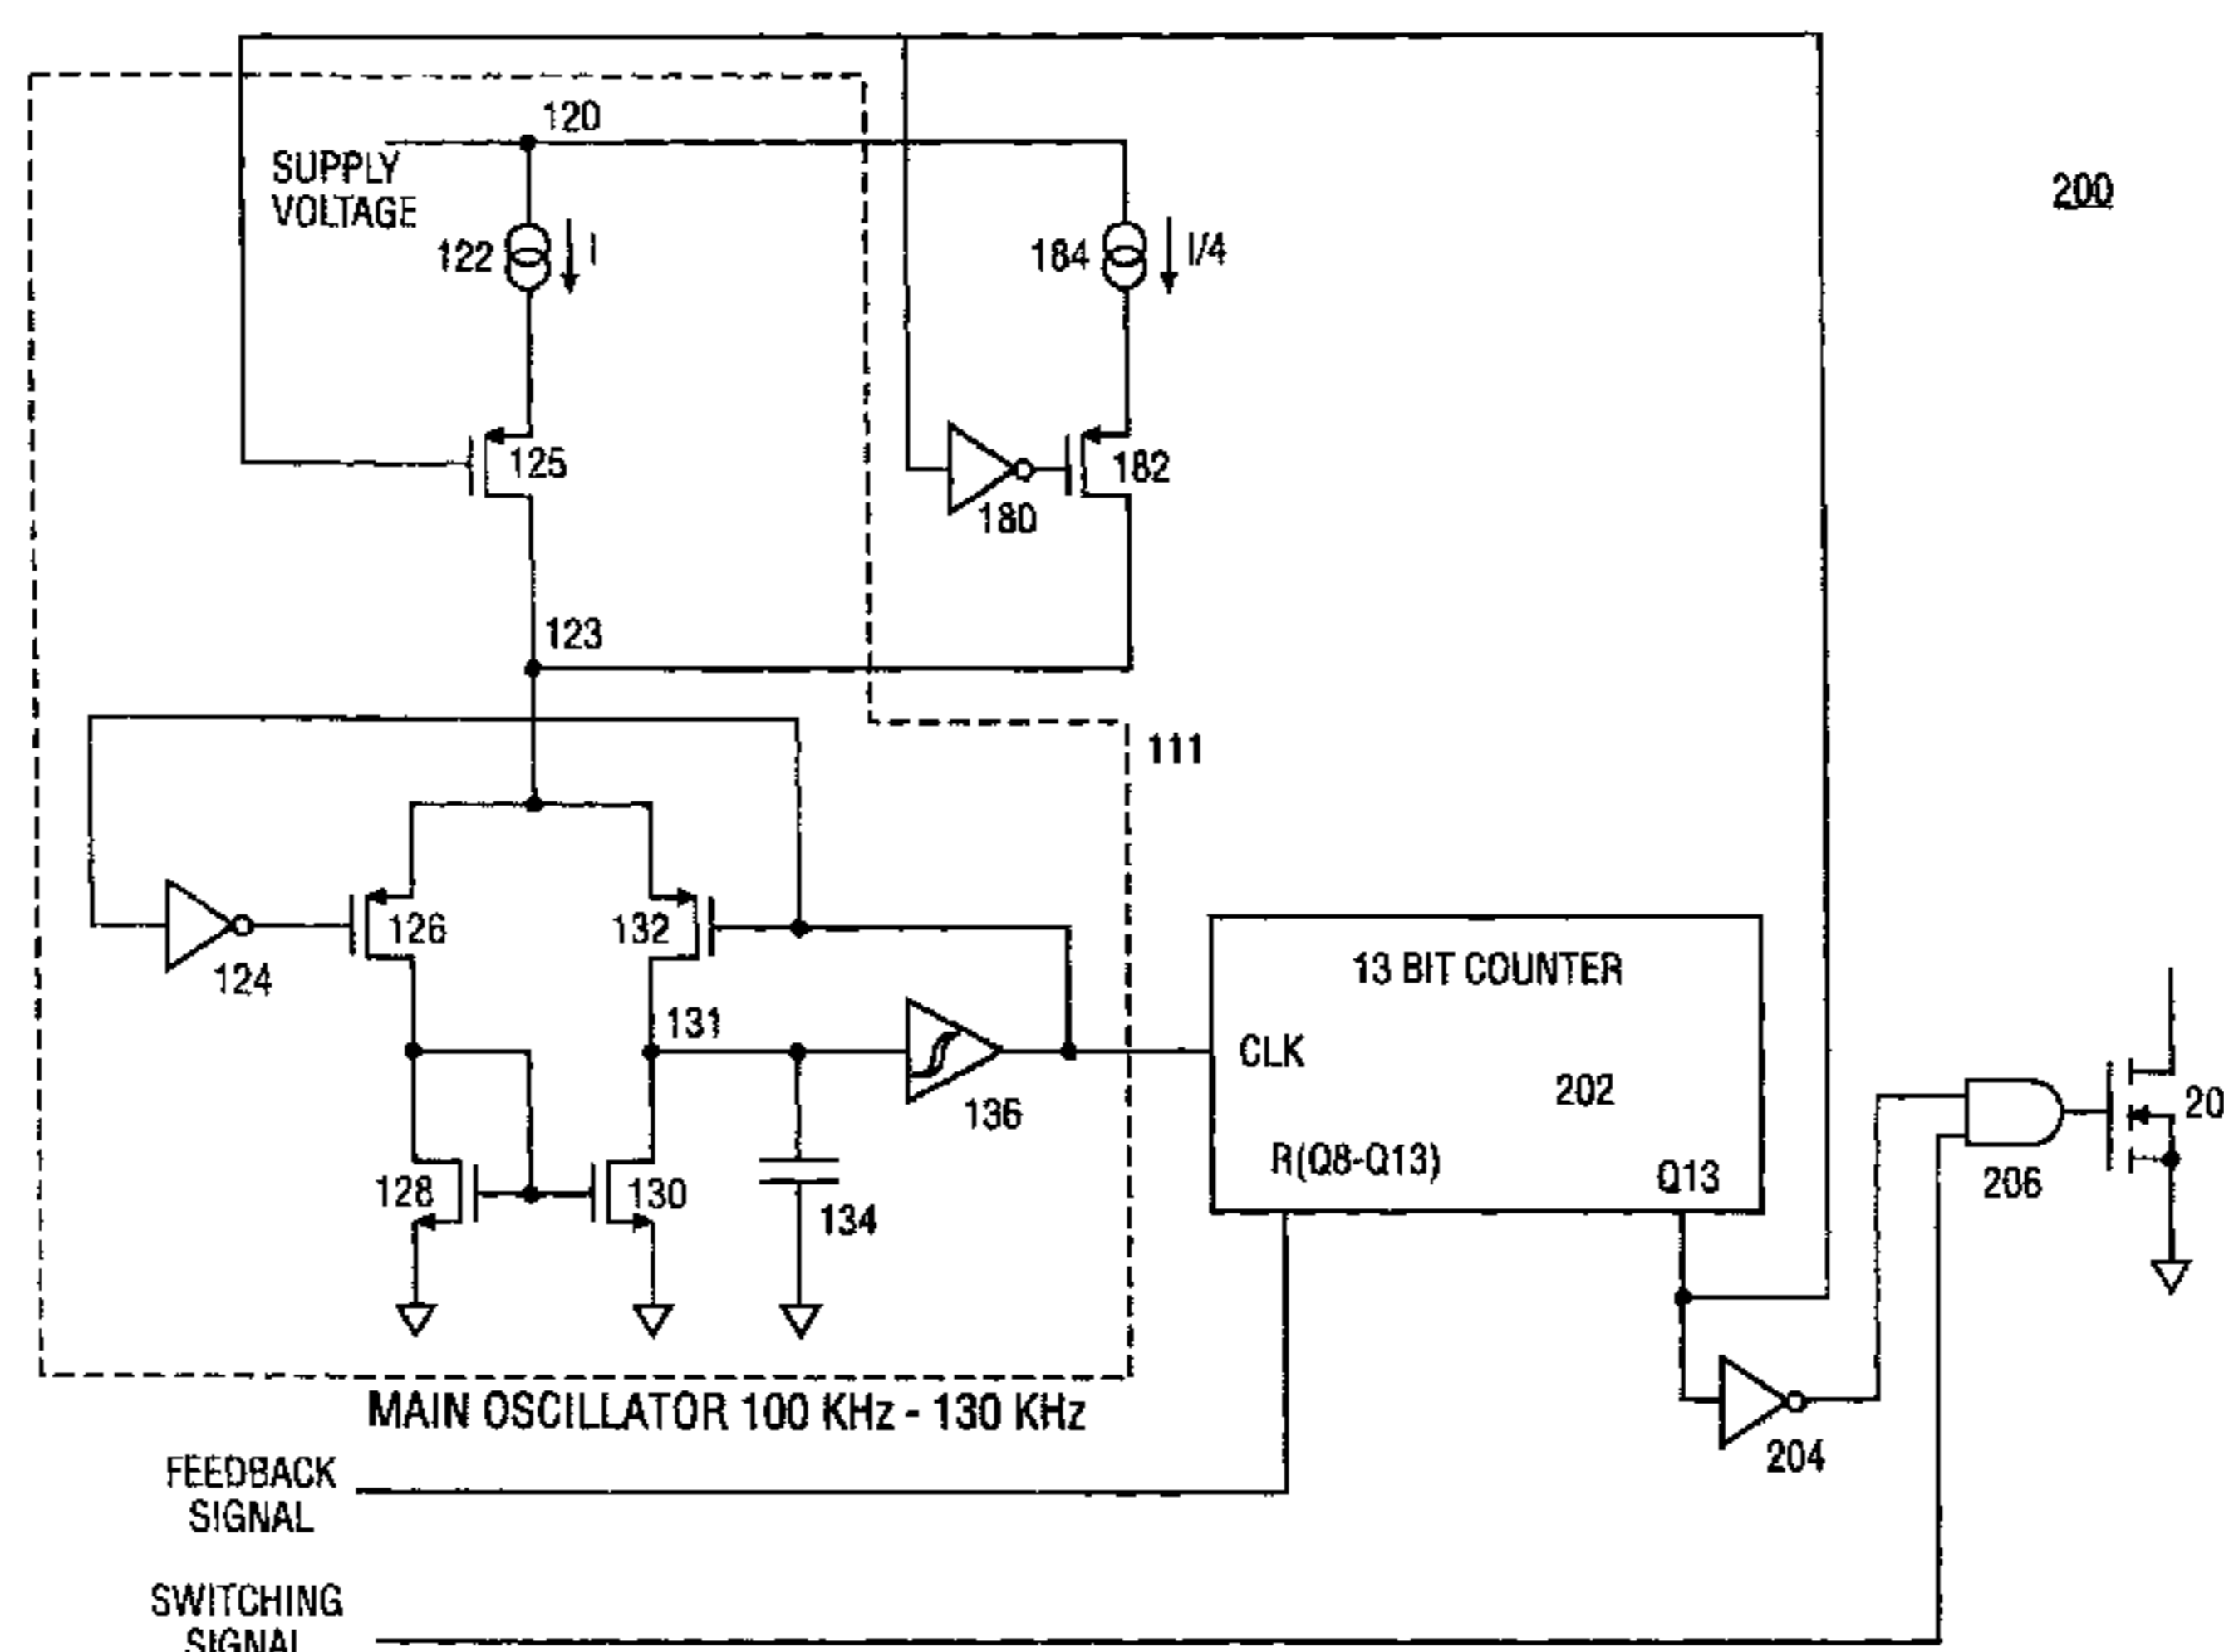 120
SUPPLY
VOLTAGE
200
122
I
184
I/4
125
182
180
123
111
126
132
124
13 BIT COUNTER
131
CLK
136
202
R(Q8-Q13)
Q13
128
130
134
206
20
MAIN OSCILLATOR 100 KHz - 130 KHz
204
FEEDBACK
SIGNAL
SWITCHING
SIGNAL